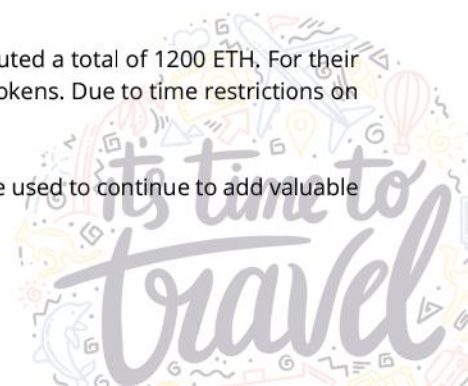 uted a total of 1200 ETH. For their
okens. Due to time restrictions on
e used to continue to add valuable
it's time to
travel